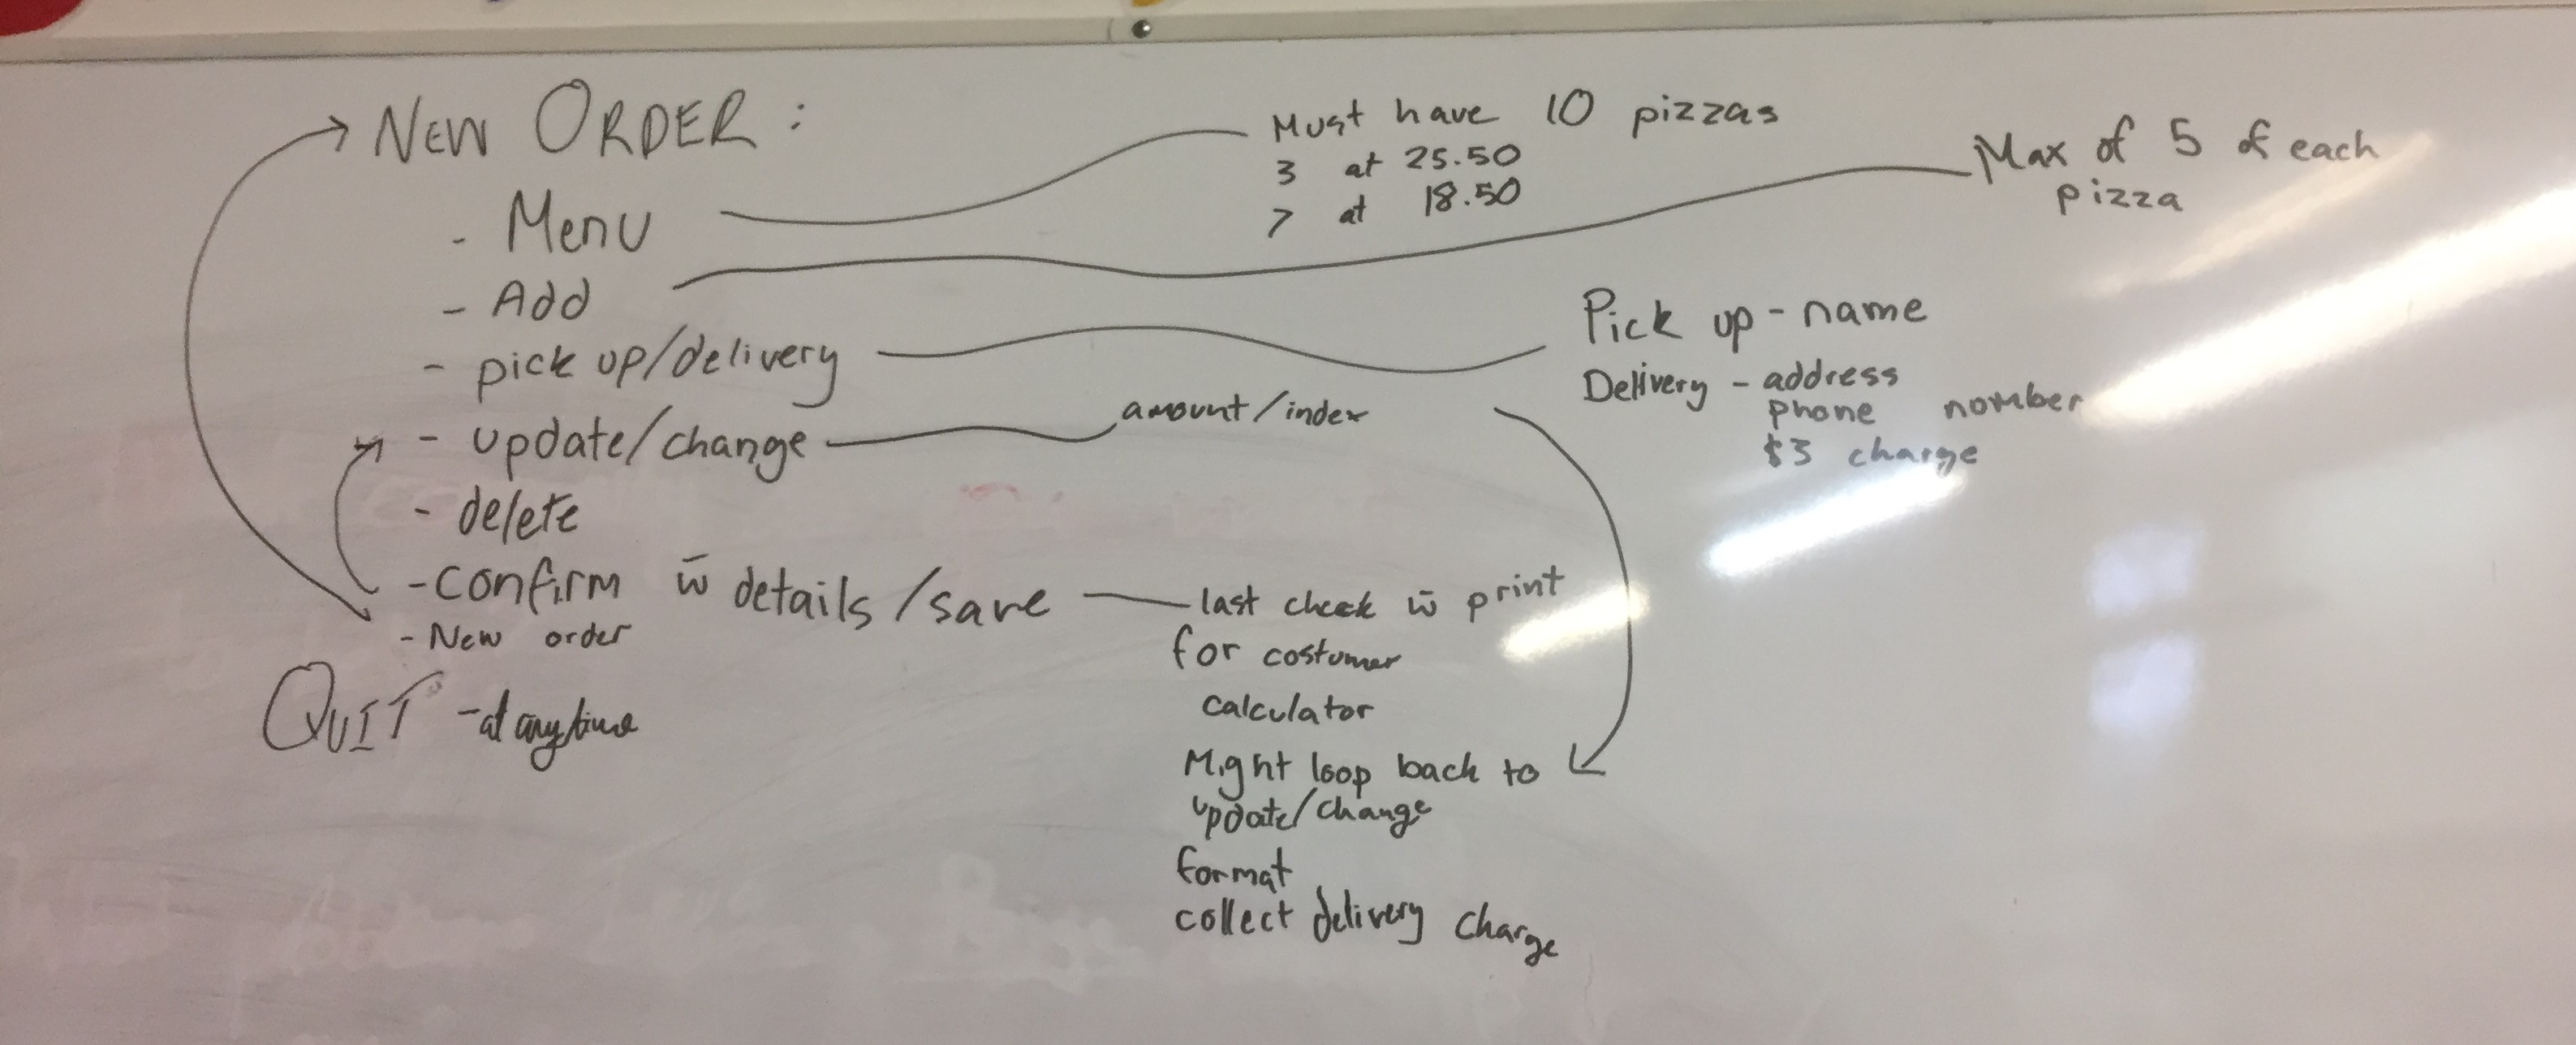 NEW ORDER :
- Menu
- Add
- pick up/delivery
- update/change
- delete
- confirm w̄ details/save
- New order
QUIT - at anytime
Must have 10 pizzas
3 at 25.50
7 at 18.50
Max of 5 of each
pizza
Pick up - name
Delivery - address
phone nomber
$3 charge
amount/index
last check w̄ print
for costumer
calculator
Might loop back to
update/change
format
collect delivery charge